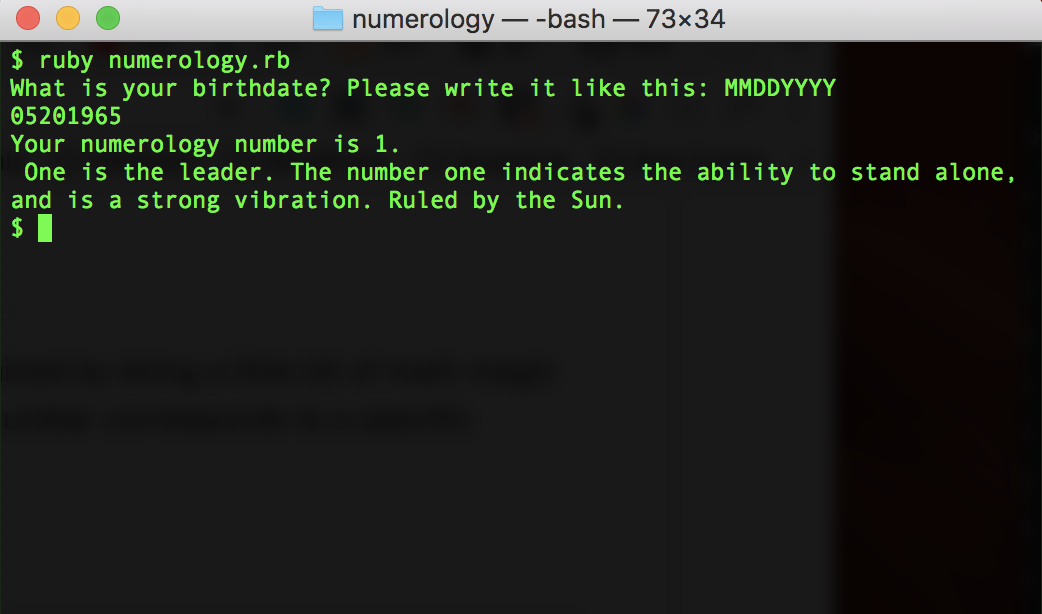 numerology — -bash — 73×34
$ ruby numerology.rb
What is your birthdate? Please write it like this: MMDDYYYY
05201965
Your numerology number is 1.
 One is the leader. The number one indicates the ability to stand alone,
and is a strong vibration. Ruled by the Sun.
$